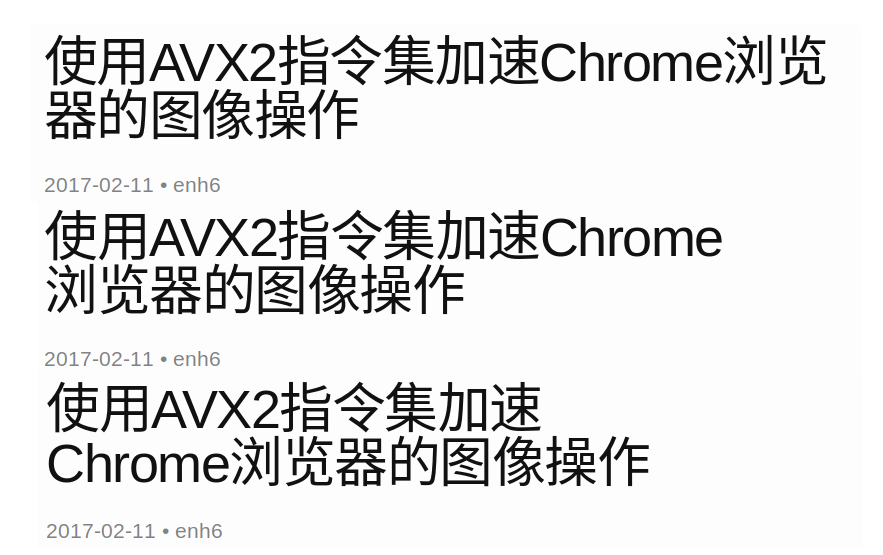 使用AVX2指令集加速Chrome浏览
器的图像操作
2017-02-11 • enh6
使用AVX2指令集加速Chrome
浏览器的图像操作
2017-02-11 • enh6
使用AVX2指令集加速
Chrome浏览器的图像操作
2017-02-11 • enh6